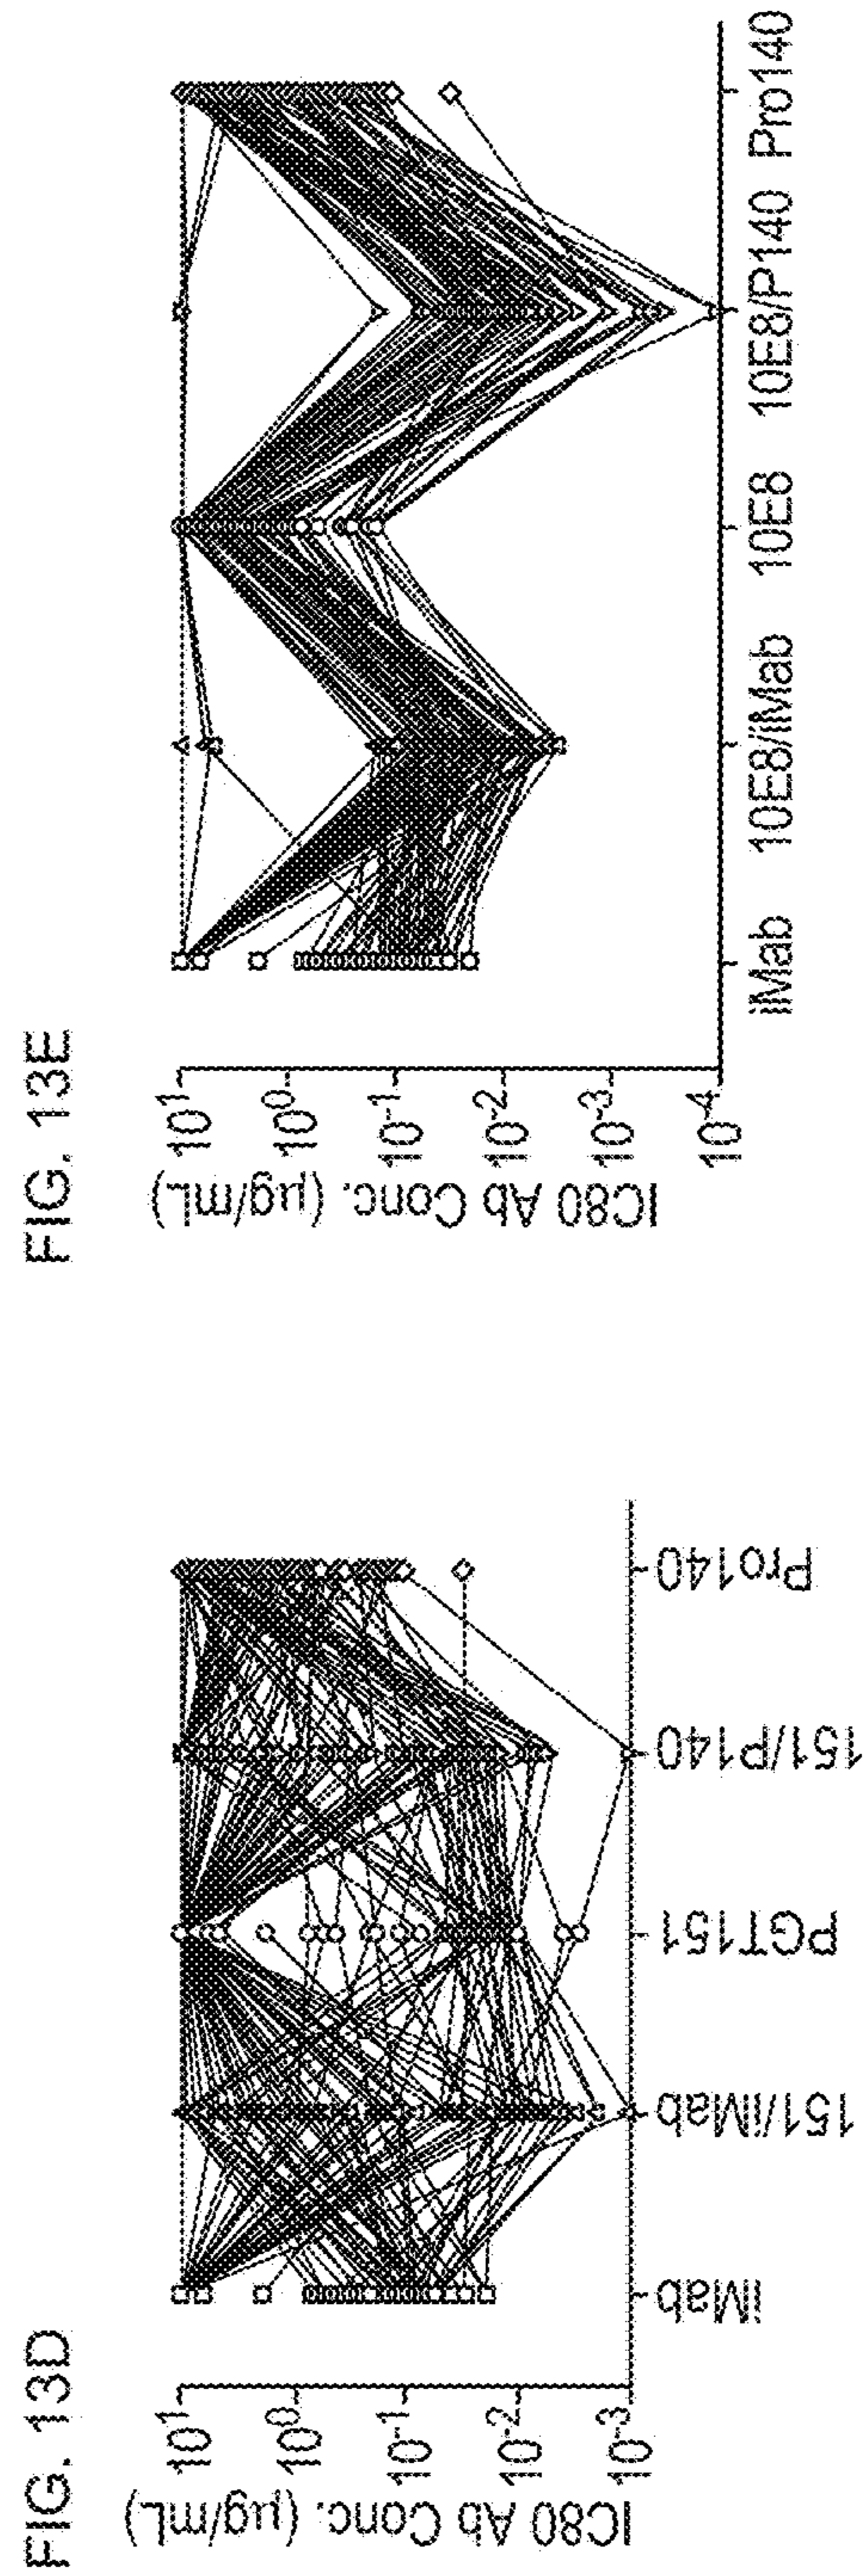 FIG. 13D
IC80 Ab Conc. (µg/mL)
10¹
10⁰
10⁻¹
10⁻²
10⁻³
iMab
151/iMab
PGT151
151/P140
Pro140
FIG. 13E
IC80 Ab Conc. (µg/mL)
10¹
10⁰
10⁻¹
10⁻²
10⁻³
10⁻⁴
iMab
10E8/iMab
10E8
10E8/P140
Pro140